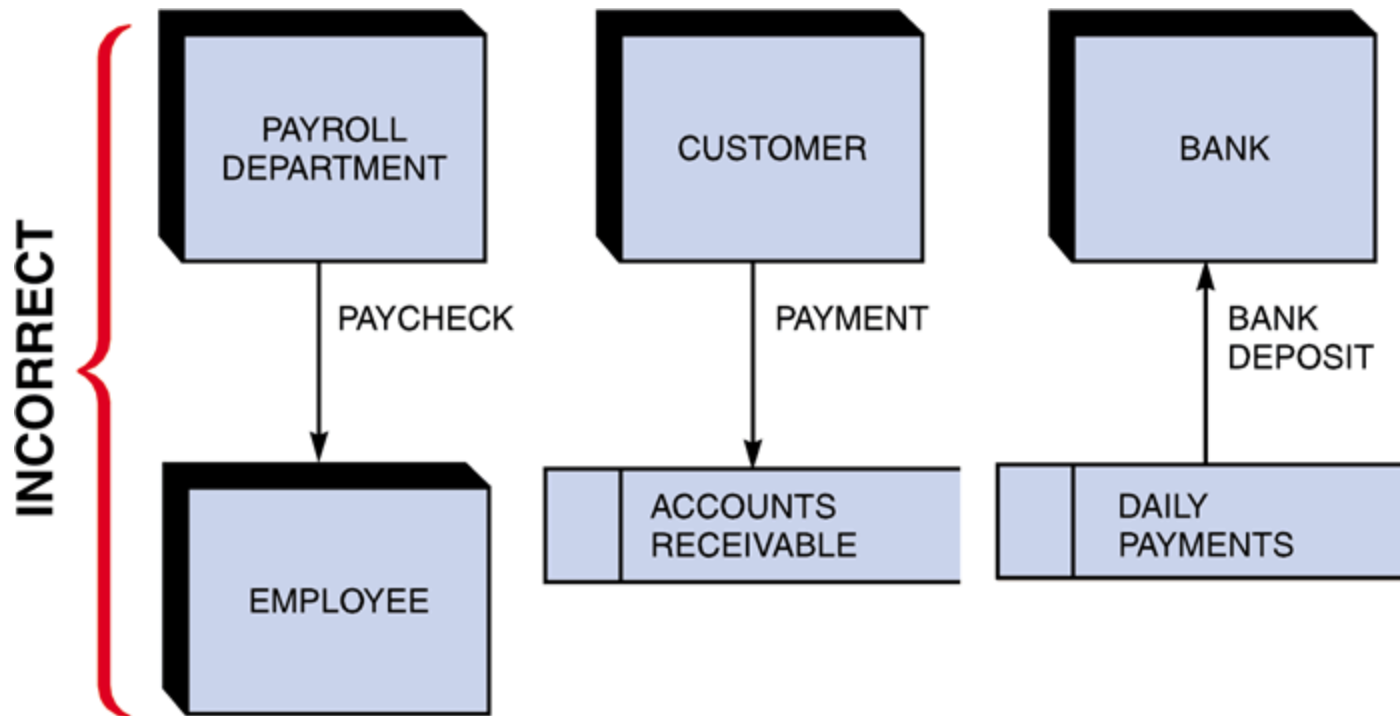 INCORRECT
PAYROLL
DEPARTMENT
PAYCHECK
EMPLOYEE
CUSTOMER
PAYMENT
ACCOUNTS
RECEIVABLE
BANK
BANK
DEPOSIT
DAILY
PAYMENTS